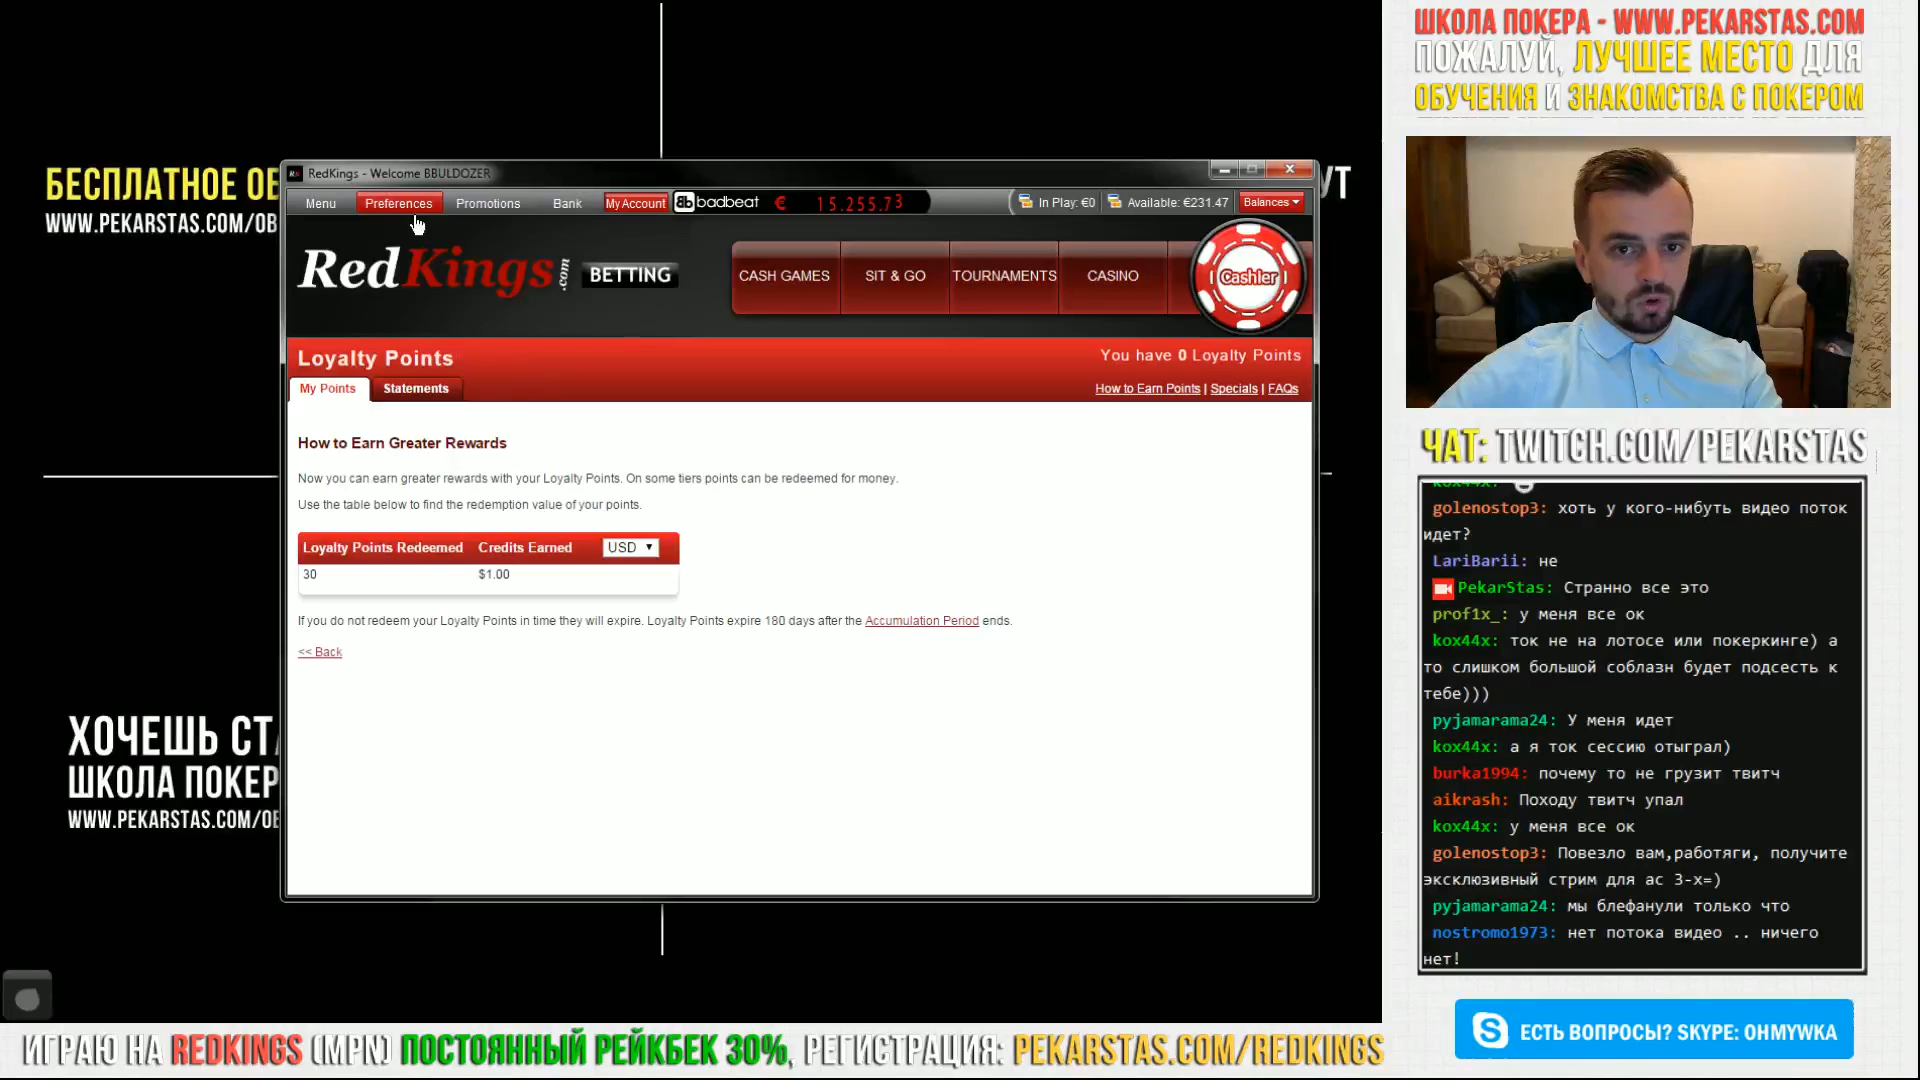 ШКОЛА ПОКЕРА - WWW.PEKARSTAS.COM
ПОЖАЛУЙ, ЛУЧШЕЕ МЕСТО ДЛЯ
ОБУЧЕНИЯ И ЗНАКОМСТВА С ПОКЕРОМ
БЕСПЛАТНОЕ ОБ
WWW.PEKARSTAS.COM/OB
УТ
RedKings - Welcome BBULDOZER
Menu Preferences Promotions Bank My Account badbeat € 15.255.73 In Play: €0 Available: €231.47 Balances
RedKings.com BETTING
CASH GAMES SIT & GO TOURNAMENTS CASINO Cashier
Loyalty Points You have 0 Loyalty Points
My Points Statements How to Earn Points | Specials | FAQs
How to Earn Greater Rewards
Now you can earn greater rewards with your Loyalty Points. On some tiers points can be redeemed for money.
Use the table below to find the redemption value of your points.
Loyalty Points Redeemed Credits Earned USD
30 $1.00
If you do not redeem your Loyalty Points in time they will expire. Loyalty Points expire 180 days after the Accumulation Period ends.
<< Back
ХОЧЕШЬ СТ
ШКОЛА ПОКЕР
WWW.PEKARSTAS.COM/OB
ЧАТ: TWITCH.COM/PEKARSTAS
kox44x:
golenostop3: хоть у кого-нибуть видео поток
идет?
LariBarii: не
PekarStas: Странно все это
prof1x_: у меня все ок
kox44x: ток не на лотосе или покеркинге) а
то слишком большой соблазн будет подсесть к
тебе)))
pyjamarama24: У меня идет
kox44x: а я ток сессию отыграл)
burka1994: почему то не грузит твитч
aikrash: Походу твитч упал
kox44x: у меня все ок
golenostop3: Повезло вам,работяги, получите
эксклюзивный стрим для ас 3-х=)
pyjamarama24: мы блефанули только что
nostromo1973: нет потока видео .. ничего
нет!
ЕСТЬ ВОПРОСЫ? SKYPE: OHMYWKA
ИГРАЮ НА REDKINGS (MPN) ПОСТОЯННЫЙ РЕЙКБЕК 30%, РЕГИСТРАЦИЯ: PEKARSTAS.COM/REDKINGS